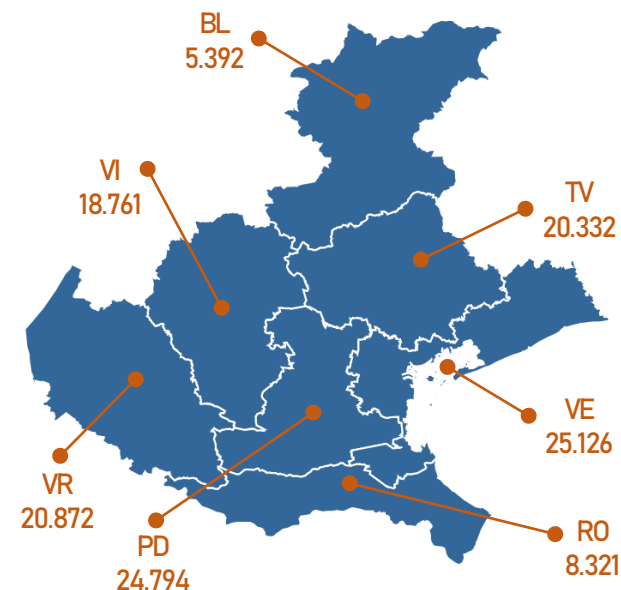 BL
5.392
VI
18.761
TV
20.332
VE
25.126
VR
20.872
PD
24.794
RO
8.321